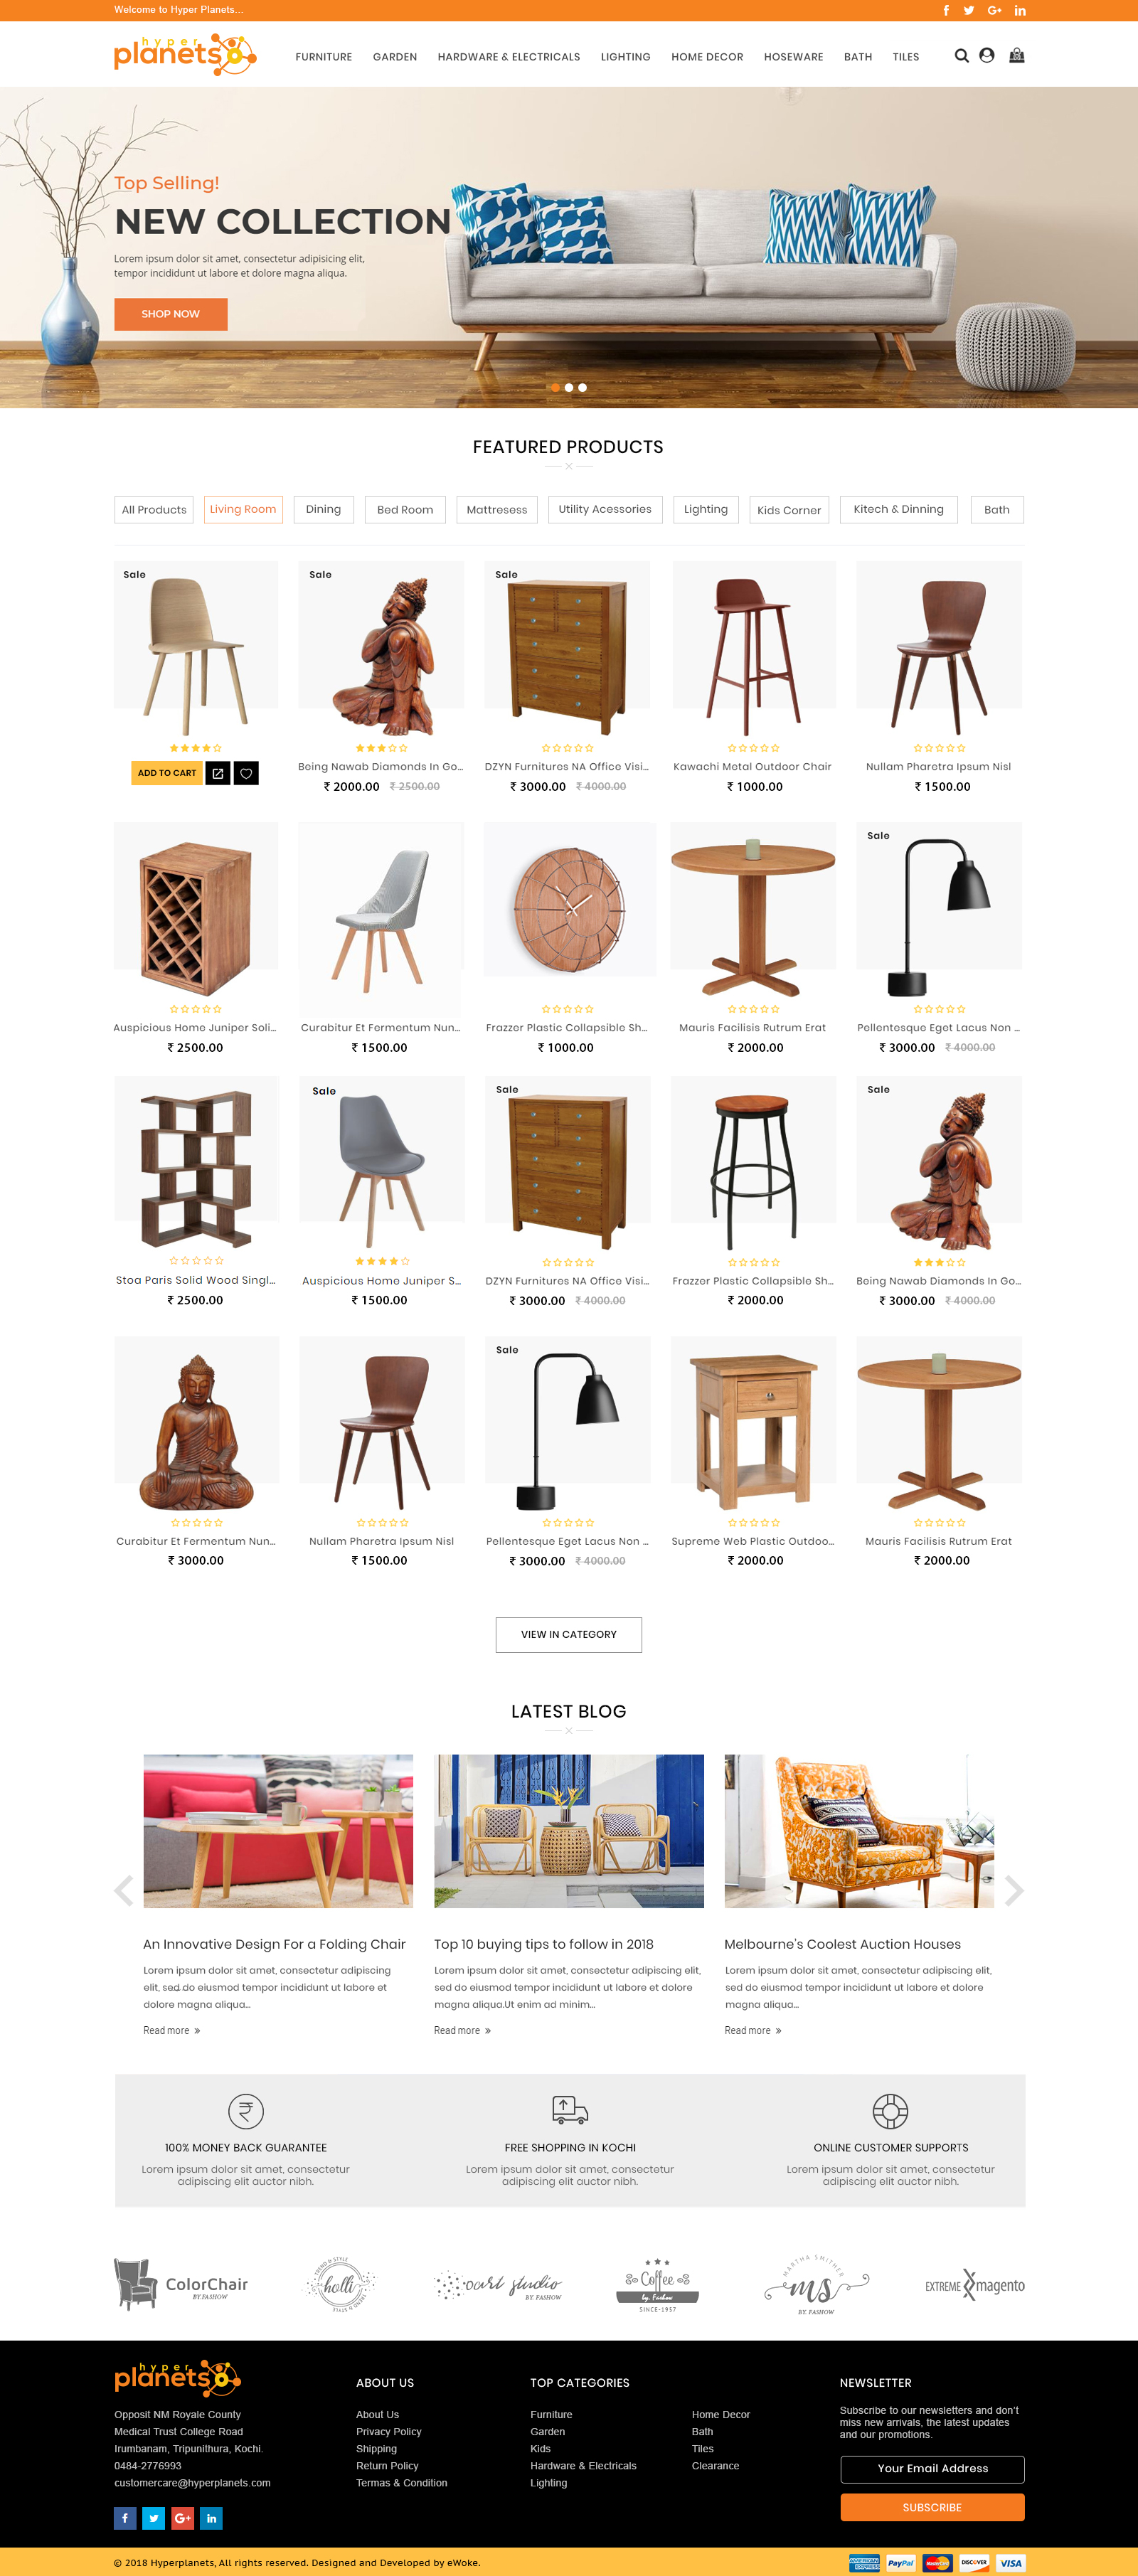 Welcome to Hyper Planets...
hyper
planets
FURNITURE GARDEN HARDWARE & ELECTRICALS LIGHTING HOME DECOR HOSEWARE BATH TILES
Top Selling!
NEW COLLECTION
Lorem ipsum dolor sit amet, consectetur adipisicing elit,
tempor incididunt ut labore et dolore magna aliqua.
SHOP NOW
FEATURED PRODUCTS
All Products Living Room Dining Bed Room Mattresess Utility Acessories Lighting Kids Corner Kitech & Dinning Bath
Sale Sale Sale
ADD TO CART
Being Nawab Diamonds In Go... DZYN Furnitures NA Office Visi... Kawachi Metal Outdoor Chair Nullam Pharetra Ipsum Nisl
₹ 2000.00 ₹ 2500.00 ₹ 3000.00 ₹ 4000.00 ₹ 1000.00 ₹ 1500.00
Sale
Auspicious Home Juniper Soli... Curabitur Et Fermentum Nun... Frazzer Plastic Collapsible Sh... Mauris Facilisis Rutrum Erat Pellentesque Eget Lacus Non ...
₹ 2500.00 ₹ 1500.00 ₹ 1000.00 ₹ 2000.00 ₹ 3000.00 ₹ 4000.00
Sale Sale Sale
Stoa Paris Solid Wood Singl... Auspicious Home Juniper S... DZYN Furnitures NA Office Visi... Frazzer Plastic Collapsible Sh... Being Nawab Diamonds In Go...
₹ 2500.00 ₹ 1500.00 ₹ 3000.00 ₹ 4000.00 ₹ 2000.00 ₹ 3000.00 ₹ 4000.00
Sale
Curabitur Et Fermentum Nun... Nullam Pharetra Ipsum Nisl Pellentesque Eget Lacus Non ... Supreme Web Plastic Outdoo... Mauris Facilisis Rutrum Erat
₹ 3000.00 ₹ 1500.00 ₹ 3000.00 ₹ 4000.00 ₹ 2000.00 ₹ 2000.00
VIEW IN CATEGORY
LATEST BLOG
An Innovative Design For a Folding Chair
Lorem ipsum dolor sit amet, consectetur adipiscing
elit, sed do eiusmod tempor incididunt ut labore et
dolore magna aliqua...
Read more »
Top 10 buying tips to follow in 2018
Lorem ipsum dolor sit amet, consectetur adipiscing elit,
sed do eiusmod tempor incididunt ut labore et dolore
magna aliqua.Ut enim ad minim...
Read more »
Melbourne's Coolest Auction Houses
Lorem ipsum dolor sit amet, consectetur adipiscing elit,
sed do eiusmod tempor incididunt ut labore et dolore
magna aliqua...
Read more »
100% MONEY BACK GUARANTEE
Lorem ipsum dolor sit amet, consectetur
adipiscing elit auctor nibh.
FREE SHOPPING IN KOCHI
Lorem ipsum dolor sit amet, consectetur
adipiscing elit auctor nibh.
ONLINE CUSTOMER SUPPORTS
Lorem ipsum dolor sit amet, consectetur
adipiscing elit auctor nibh.
ColorChair
BY. FASHOW
TREND & STYLE
holli
TREND & STYLE
art studio
BY. FASHOW
Coffee
by. Fashow
SINCE-1957
MARTHA SMITHER
ms
BY. FASHOW
EXTREME magento
hyper
planets
Opposit NM Royale County
Medical Trust College Road
Irumbanam, Tripunithura, Kochi.
0484-2776993
customercare@hyperplanets.com
ABOUT US
About Us
Privacy Policy
Shipping
Return Policy
Termas & Condition
TOP CATEGORIES
Furniture
Garden
Kids
Hardware & Electricals
Lighting
Home Decor
Bath
Tiles
Clearance
NEWSLETTER
Subscribe to our newsletters and don't
miss new arrivals, the latest updates
and our promotions.
Your Email Address
SUBSCRIBE
© 2018 Hyperplanets, All rights reserved. Designed and Developed by eWoke.
AMERICAN EXPRESS PayPal MasterCard DISCOVER VISA